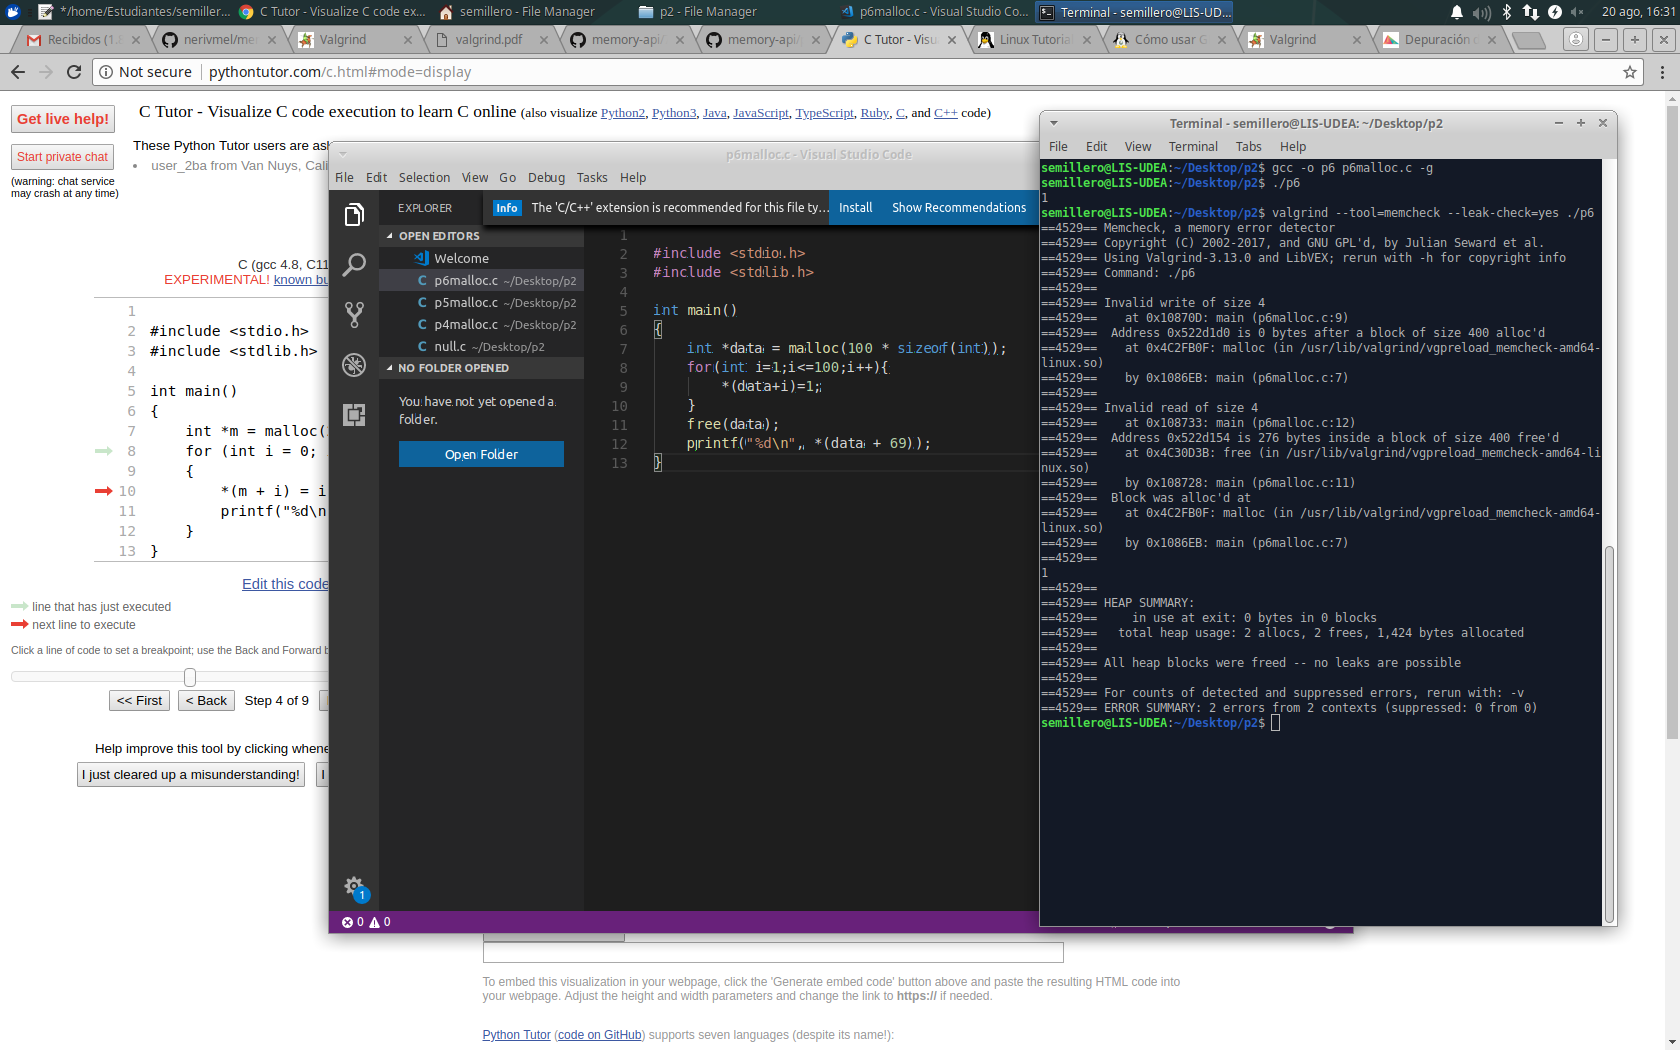 */home/Estudiantes/semiller...
C Tutor - Visualize C code ex...
semillero - File Manager
p2 - File Manager
p6malloc.c - Visual Studio Co...
Terminal - semillero@LIS-UD...
20 ago, 16:31
Recibidos (1.
nerivmel/me
Valgrind
valgrind.pdf
memory-api/
memory-api/
C Tutor - Visu
Linux Tutoria
Cómo usar G
Valgrind
Depuración
Not secure
pythontutor.com/c.html#mode=display
Get live help!
Start private chat
(warning: chat service
may crash at any time)
C Tutor - Visualize C code execution to learn C online (also visualize Python2, Python3, Java, JavaScript, TypeScript, Ruby, C, and C++ code)
These Python Tutor users are as
user_2ba from Van Nuys, Cali
C (gcc 4.8, C11
EXPERIMENTAL! known bu
1
2 #include <stdio.h>
3 #include <stdlib.h>
4
5 int main()
6 {
7 int *m = malloc(
8 for (int i = 0;
9 {
10 *(m + i) = i
11 printf("%d\n
12 }
13 }
Edit this code
line that has just executed
next line to execute
Click a line of code to set a breakpoint; use the Back and Forward b
<< First
< Back
Step 4 of 9
Help improve this tool by clicking whene
I just cleared up a misunderstanding!
I
p6malloc.c - Visual Studio Code
File Edit Selection View Go Debug Tasks Help
EXPLORER
Info The 'C/C++' extension is recommended for this file ty... Install Show Recommendations
OPEN EDITORS
Welcome
C p6malloc.c ~/Desktop/p2
C p5malloc.c ~/Desktop/p2
C p4malloc.c ~/Desktop/p2
C null.c ~/Desktop/p2
NO FOLDER OPENED
You have not yet opened a
folder.
Open Folder
1
2 #include <stdio.h>
3 #include <stdlib.h>
4
5 int main()
6 {
7 int *data = malloc(100 * sizeof(int));
8 for(int i=1;i<=100;i++){
9 *(data+i)=1;
10 }
11 free(data);
12 printf("%d\n", *(data + 69));
13 }
1
0 0
Terminal - semillero@LIS-UDEA: ~/Desktop/p2
File Edit View Terminal Tabs Help
semillero@LIS-UDEA:~/Desktop/p2$ gcc -o p6 p6malloc.c -g
semillero@LIS-UDEA:~/Desktop/p2$ ./p6
1
semillero@LIS-UDEA:~/Desktop/p2$ valgrind --tool=memcheck --leak-check=yes ./p6
==4529== Memcheck, a memory error detector
==4529== Copyright (C) 2002-2017, and GNU GPL'd, by Julian Seward et al.
==4529== Using Valgrind-3.13.0 and LibVEX; rerun with -h for copyright info
==4529== Command: ./p6
==4529==
==4529== Invalid write of size 4
==4529==    at 0x10870D: main (p6malloc.c:9)
==4529==  Address 0x522d1d0 is 0 bytes after a block of size 400 alloc'd
==4529==    at 0x4C2FB0F: malloc (in /usr/lib/valgrind/vgpreload_memcheck-amd64-
linux.so)
==4529==    by 0x1086EB: main (p6malloc.c:7)
==4529==
==4529== Invalid read of size 4
==4529==    at 0x108733: main (p6malloc.c:12)
==4529==  Address 0x522d154 is 276 bytes inside a block of size 400 free'd
==4529==    at 0x4C30D3B: free (in /usr/lib/valgrind/vgpreload_memcheck-amd64-li
nux.so)
==4529==    by 0x108728: main (p6malloc.c:11)
==4529==  Block was alloc'd at
==4529==    at 0x4C2FB0F: malloc (in /usr/lib/valgrind/vgpreload_memcheck-amd64-
linux.so)
==4529==    by 0x1086EB: main (p6malloc.c:7)
==4529==
1
==4529==
==4529== HEAP SUMMARY:
==4529==     in use at exit: 0 bytes in 0 blocks
==4529==   total heap usage: 2 allocs, 2 frees, 1,424 bytes allocated
==4529==
==4529== All heap blocks were freed -- no leaks are possible
==4529==
==4529== For counts of detected and suppressed errors, rerun with: -v
==4529== ERROR SUMMARY: 2 errors from 2 contexts (suppressed: 0 from 0)
semillero@LIS-UDEA:~/Desktop/p2$
To embed this visualization in your webpage, click the 'Generate embed code' button above and paste the resulting HTML code into
your webpage. Adjust the height and width parameters and change the link to https:// if needed.
Python Tutor (code on GitHub) supports seven languages (despite its name!):